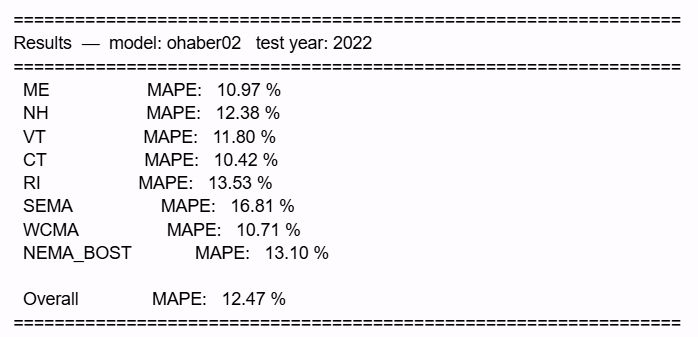 =================================================================
Results — model: ohaber02 test year: 2022
=================================================================
ME MAPE: 10.97 %
NH MAPE: 12.38 %
VT MAPE: 11.80 %
CT MAPE: 10.42 %
RI MAPE: 13.53 %
SEMA MAPE: 16.81 %
WCMA MAPE: 10.71 %
NEMA_BOST MAPE: 13.10 %
Overall MAPE: 12.47 %
=================================================================